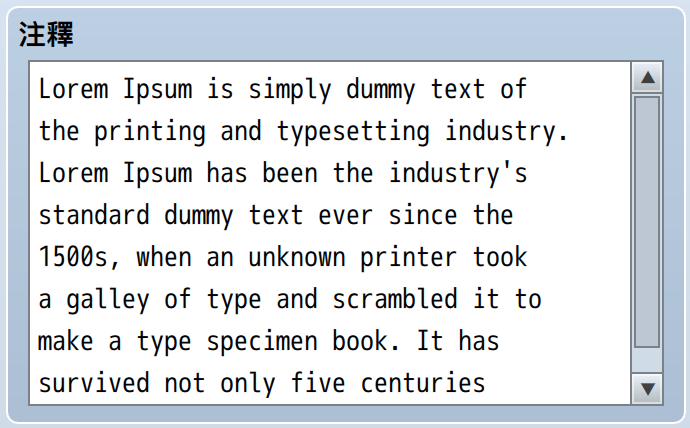 注釋
Lorem Ipsum is simply dummy text of
the printing and typesetting industry.
Lorem Ipsum has been the industry's
standard dummy text ever since the
1500s, when an unknown printer took
a galley of type and scrambled it to
make a type specimen book. It has
survived not only five centuries